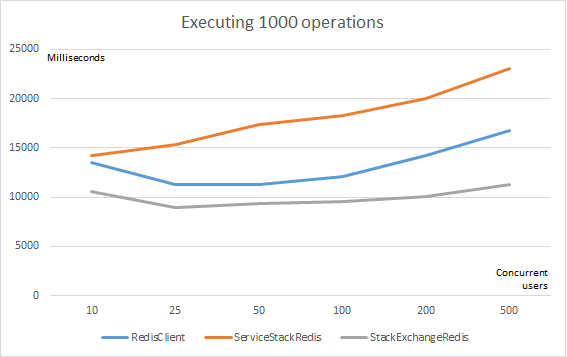 Executing 1000 operations
25000
Milliseconds
20000
15000
10000
5000
Concurrent
users
0
10 25 50 100 200 500
RedisClient ServiceStackRedis StackExchangeRedis